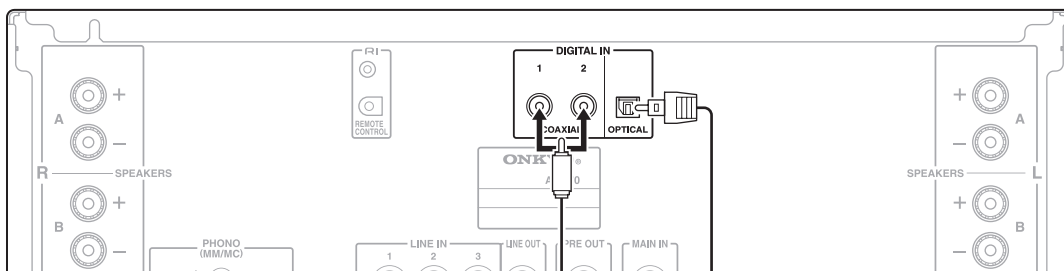 RI
REMOTE
CONTROL
DIGITAL IN
1 2
COAXIAL OPTICAL
A
R
SPEAKERS
B
A
L
SPEAKERS
B
PHONO
(MM/MC)
LINE IN
1 2 3
LINE OUT
PRE OUT
MAIN IN